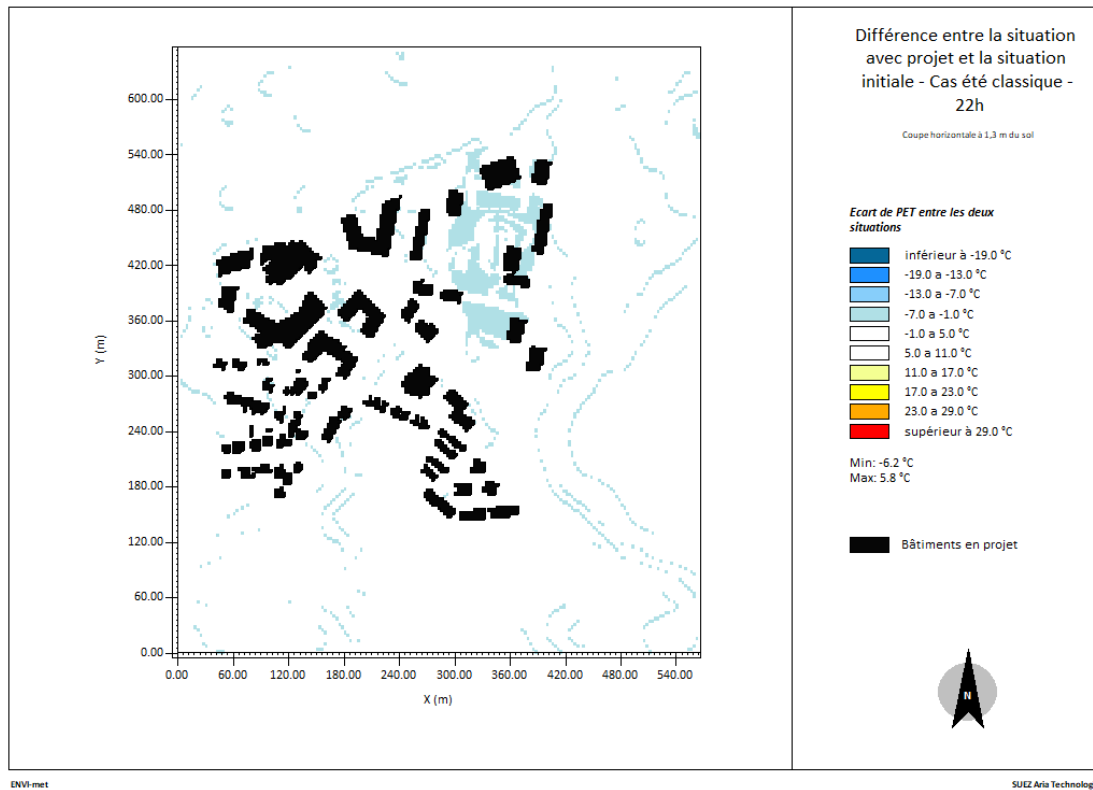 Différence entre la situation
avec projet et la situation
initiale - Cas été classique -
22h
Coupe horizontale à 1,3 m du sol
Ecart de PET entre les deux
situations
inférieur à -19.0 °C
-19.0 a -13.0 °C
-13.0 a -7.0 °C
-7.0 a -1.0 °C
-1.0 a 5.0 °C
5.0 a 11.0 °C
11.0 a 17.0 °C
17.0 a 23.0 °C
23.0 a 29.0 °C
supérieur à 29.0 °C
Min: -6.2 °C
Max: 5.8 °C
Bâtiments en projet
N
600.00
540.00
480.00
420.00
360.00
300.00
240.00
180.00
120.00
60.00
0.00
Y (m)
0.00 60.00 120.00 180.00 240.00 300.00 360.00 420.00 480.00 540.00
X (m)
ENVI-met
SUEZ Aria Technolog